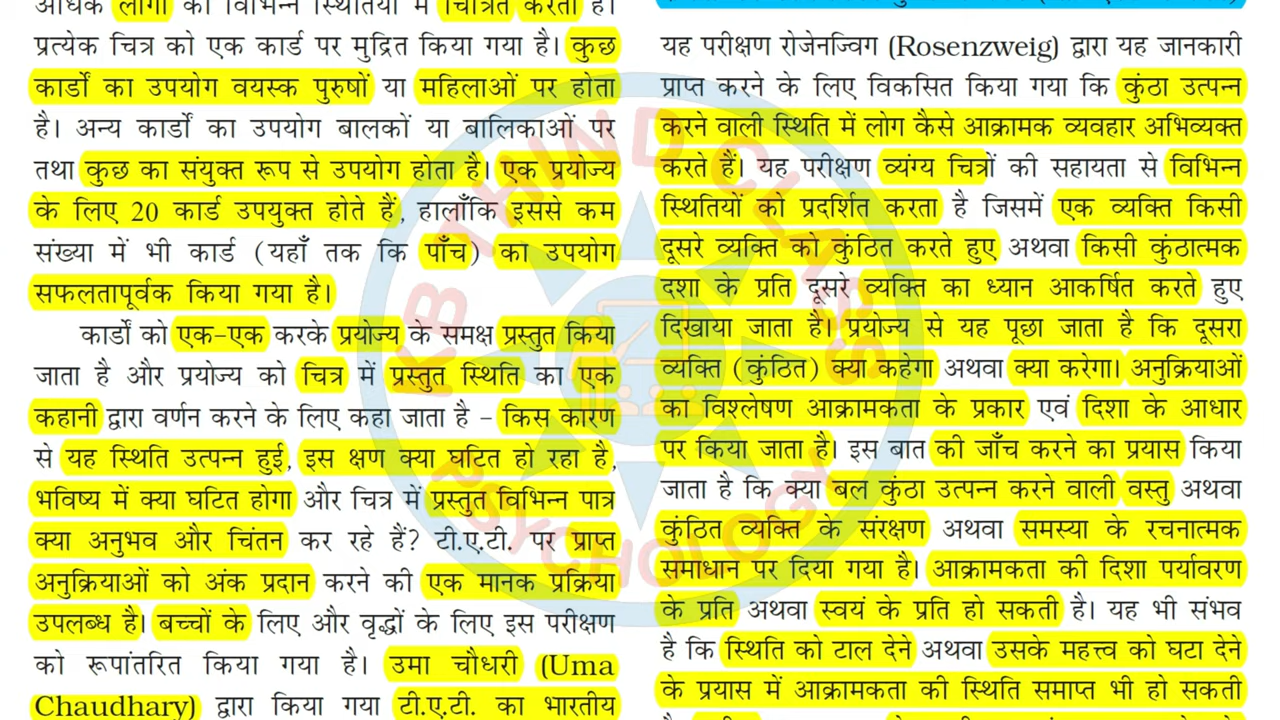 अधिक लोगों को विभिन्न स्थितियों में चित्रित करता है।
प्रत्येक चित्र को एक कार्ड पर मुद्रित किया गया है। कुछ
कार्डों का उपयोग वयस्क पुरुषों या महिलाओं पर होता
है। अन्य कार्डों का उपयोग बालकों या बालिकाओं पर
तथा कुछ का संयुक्त रूप से उपयोग होता है। एक प्रयोज्य
के लिए 20 कार्ड उपयुक्त होते हैं, हालाँकि इससे कम
संख्या में भी कार्ड (यहाँ तक कि पाँच) का उपयोग
सफलतापूर्वक किया गया है।
कार्डों को एक-एक करके प्रयोज्य के समक्ष प्रस्तुत किया
जाता है और प्रयोज्य को चित्र में प्रस्तुत स्थिति का एक
कहानी द्वारा वर्णन करने के लिए कहा जाता है – किस कारण
से यह स्थिति उत्पन्न हुई, इस क्षण क्या घटित हो रहा है,
भविष्य में क्या घटित होगा और चित्र में प्रस्तुत विभिन्न पात्र
क्या अनुभव और चिंतन कर रहे हैं? टी.ए.टी. पर प्राप्त
अनुक्रियाओं को अंक प्रदान करने की एक मानक प्रक्रिया
उपलब्ध है। बच्चों के लिए और वृद्धों के लिए इस परीक्षण
को रूपांतरित किया गया है। उमा चौधरी (Uma
Chaudhary) द्वारा किया गया टी.ए.टी. का भारतीय
यह परीक्षण रोजेनज्विग (Rosenzweig) द्वारा यह जानकारी
प्राप्त करने के लिए विकसित किया गया कि कुंठा उत्पन्न
करने वाली स्थिति में लोग कैसे आक्रामक व्यवहार अभिव्यक्त
करते हैं। यह परीक्षण व्यंग्य चित्रों की सहायता से विभिन्न
स्थितियों को प्रदर्शित करता है जिसमें एक व्यक्ति किसी
दूसरे व्यक्ति को कुंठित करते हुए अथवा किसी कुंठात्मक
दशा के प्रति दूसरे व्यक्ति का ध्यान आकर्षित करते हुए
दिखाया जाता है। प्रयोज्य से यह पूछा जाता है कि दूसरा
व्यक्ति (कुंठित) क्या कहेगा अथवा क्या करेगा। अनुक्रियाओं
का विश्लेषण आक्रामकता के प्रकार एवं दिशा के आधार
पर किया जाता है। इस बात की जाँच करने का प्रयास किया
जाता है कि क्या बल कुंठा उत्पन्न करने वाली वस्तु अथवा
कुंठित व्यक्ति के संरक्षण अथवा समस्या के रचनात्मक
समाधान पर दिया गया है। आक्रामकता की दिशा पर्यावरण
के प्रति अथवा स्वयं के प्रति हो सकती है। यह भी संभव
है कि स्थिति को टाल देने अथवा उसके महत्त्व को घटा देने
के प्रयास में आक्रामकता की स्थिति समाप्त भी हो सकती
KB THIND CLASSES
PSYCHOLOGY